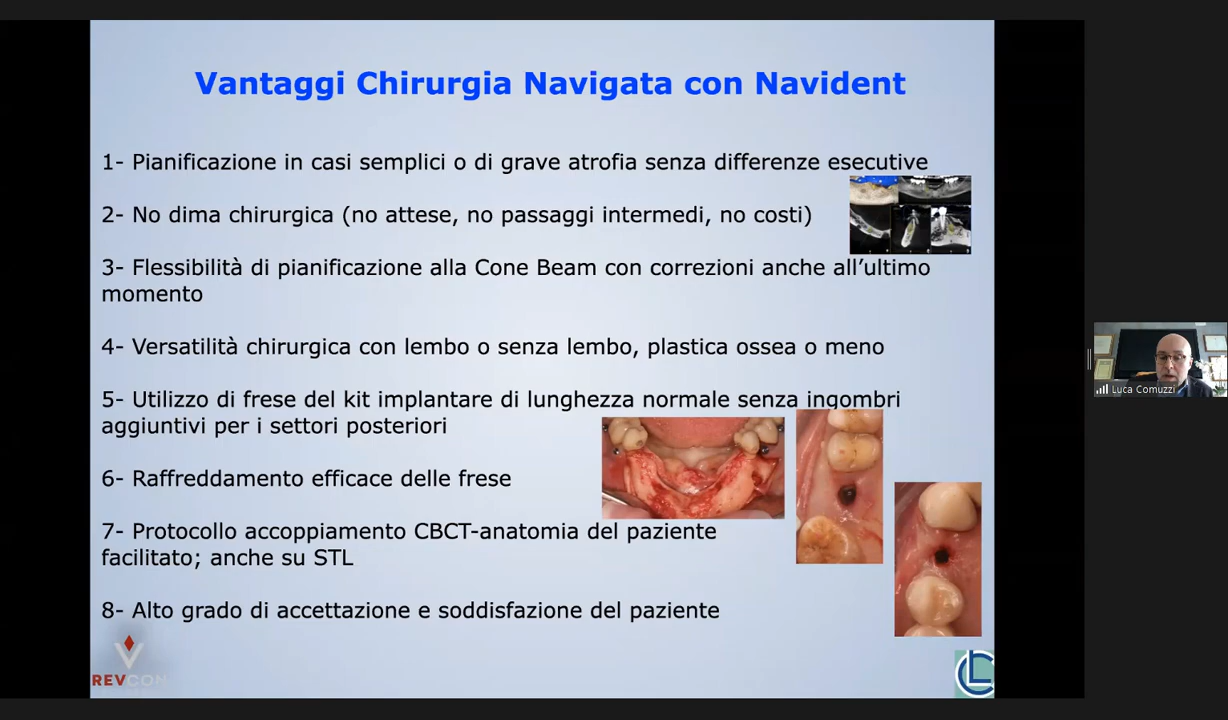 Vantaggi Chirurgia Navigata con Navident
1- Pianificazione in casi semplici o di grave atrofia senza differenze esecutive
2- No dima chirurgica (no attese, no passaggi intermedi, no costi)
3- Flessibilità di pianificazione alla Cone Beam con correzioni anche all’ultimo
momento
4- Versatilità chirurgica con lembo o senza lembo, plastica ossea o meno
5- Utilizzo di frese del kit implantare di lunghezza normale senza ingombri
aggiuntivi per i settori posteriori
6- Raffreddamento efficace delle frese
7- Protocollo accoppiamento CBCT-anatomia del paziente
facilitato; anche su STL
8- Alto grado di accettazione e soddisfazione del paziente
REVCON
Luca Comuzzi